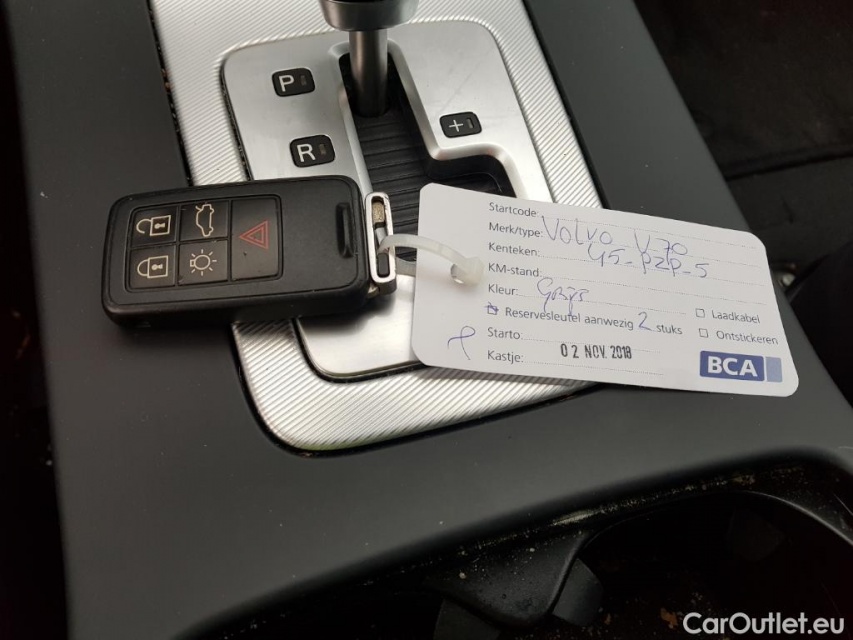 P
R
+
Startcode
Merk/type: Volvo V70
Kenteken: 45-PZP-5
KM-stand:
Kleur: Grijs
Reservesleutel aanwezig 2 stuks
Laadkabel
Ontstickeren
Starto:
Kastje: 02 NOV. 2018
BCA
CarOutlet.eu